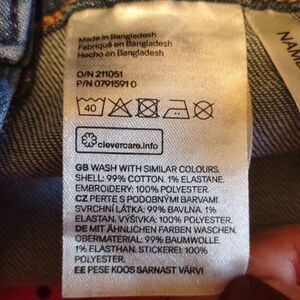 Made in Bangladesh
Fabriqué en Bangladesh
Hecho en Bangladesh
O/N 211051
P/N 0791591 0
40
clevercare.info
GB WASH WITH SIMILAR COLOURS.
SHELL: 99% COTTON. 1% ELASTANE.
EMBROIDERY: 100% POLYESTER.
CZ PERTE S PODOBNÝMI BARVAMI.
SVRCHNÍ LÁTKA: 99% BAVLNA. 1%
ELASTAN. VÝŠIVKA: 100% POLYESTER.
DE MIT ÄHNLICHEN FARBEN WASCHEN.
OBERMATERIAL: 99% BAUMWOLLE.
1% ELASTHAN. STICKEREI: 100%
POLYESTER.
EE PESE KOOS SARNAST VÄRVI
NAM